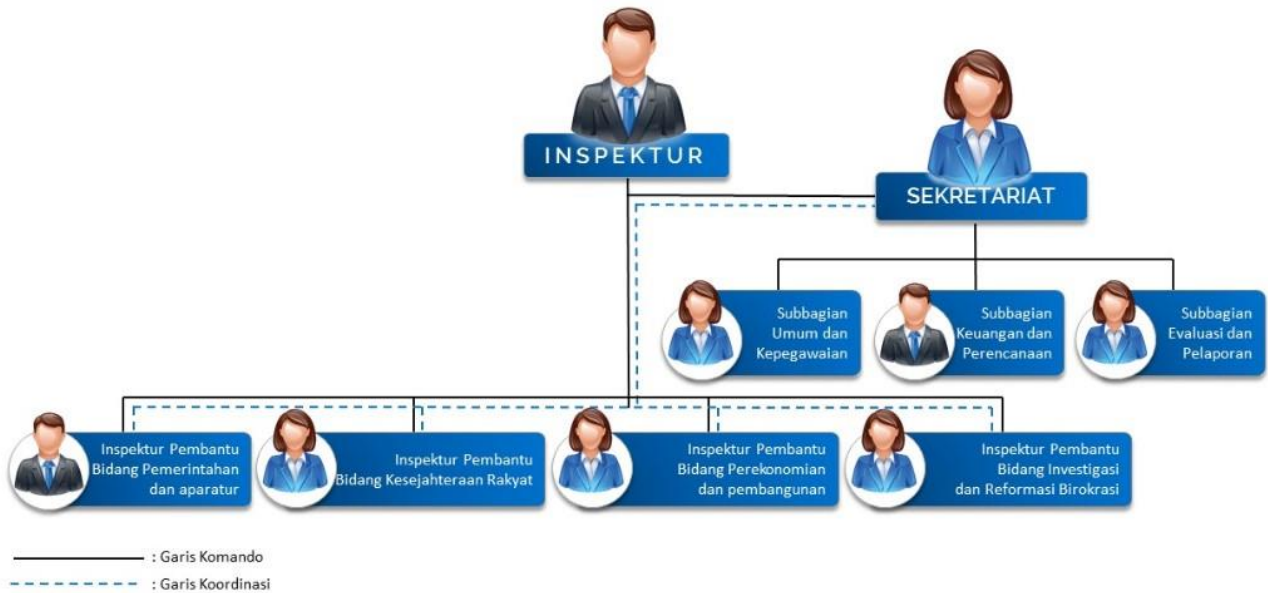 INSPEKTUR
SEKRETARIAT
Subbagian
Umum dan
Kepegawaian
Subbagian
Keuangan dan
Perencanaan
Subbagian
Evaluasi dan
Pelaporan
Inspektur Pembantu
Bidang Pemerintahan
dan aparatur
Inspektur Pembantu
Bidang Kesejahteraan Rakyat
Inspektur Pembantu
Bidang Perekonomian
dan pembangunan
Inspektur Pembantu
Bidang Investigasi
dan Reformasi Birokrasi
: Garis Komando
: Garis Koordinasi